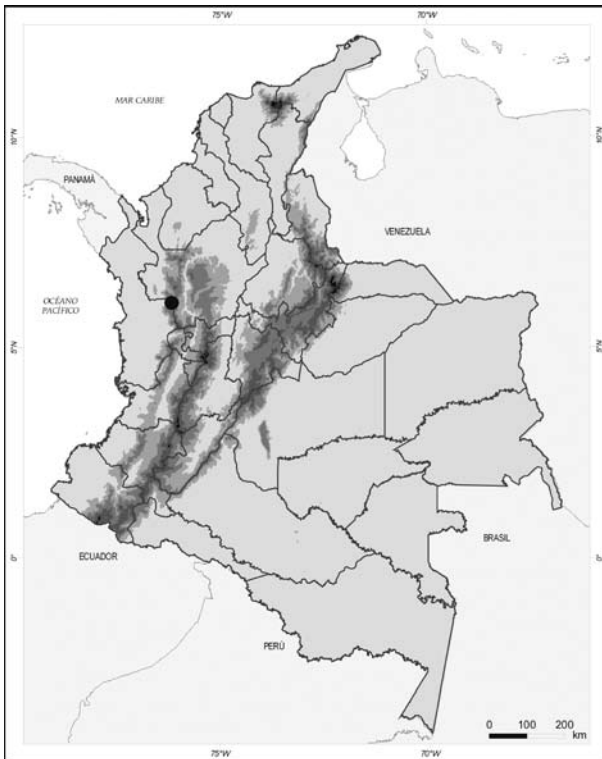 75°W 70°W
MAR CARIBE
10°N 10°N
PANAMÁ
VENEZUELA
OCÉANO
PACÍFICO
5°N 5°N
ECUADOR
BRASIL
0° 0°
PERÚ
0 100 200
km
75°W 70°W